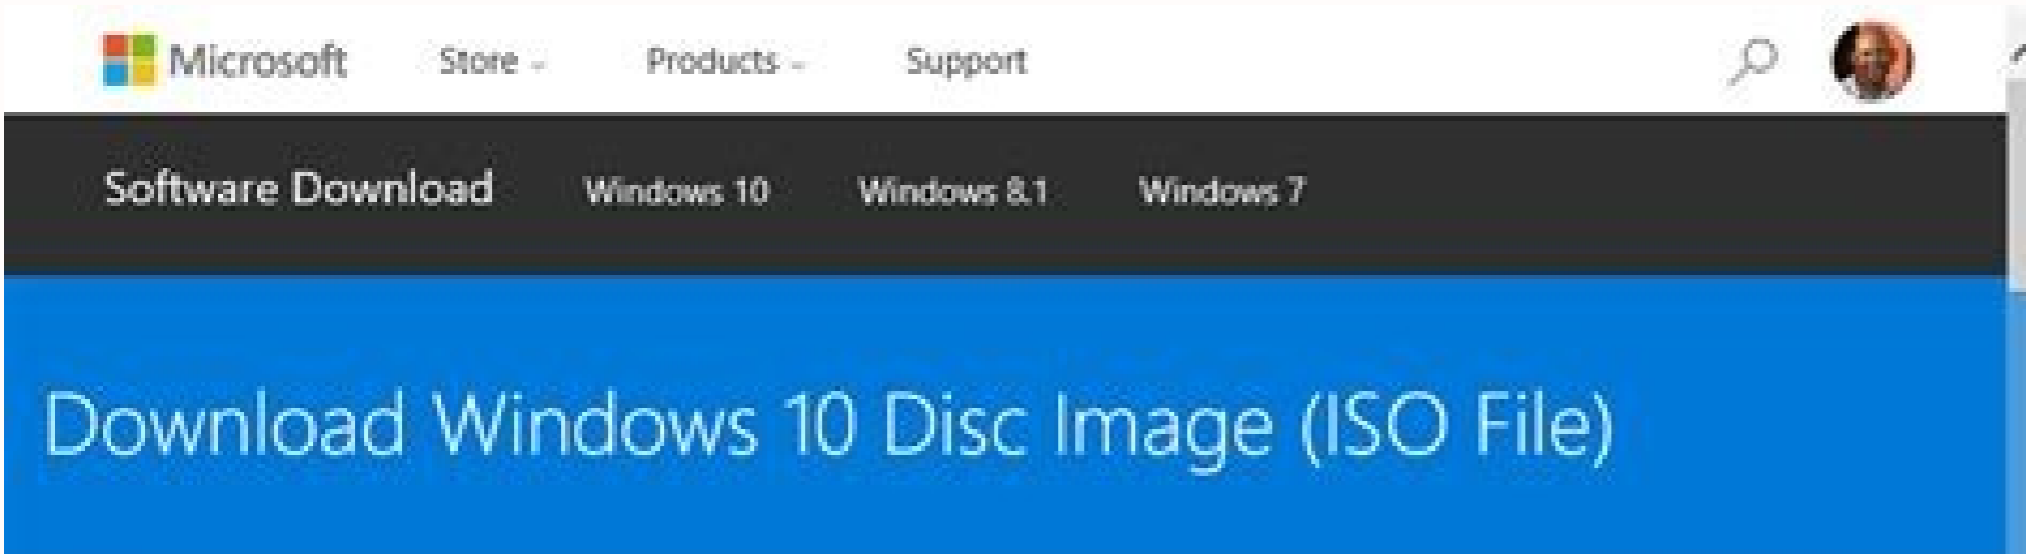 Microsoft Store Products Support
Software Download Windows 10 Windows 8.1 Windows 7
Download Windows 10 Disc Image (ISO File)